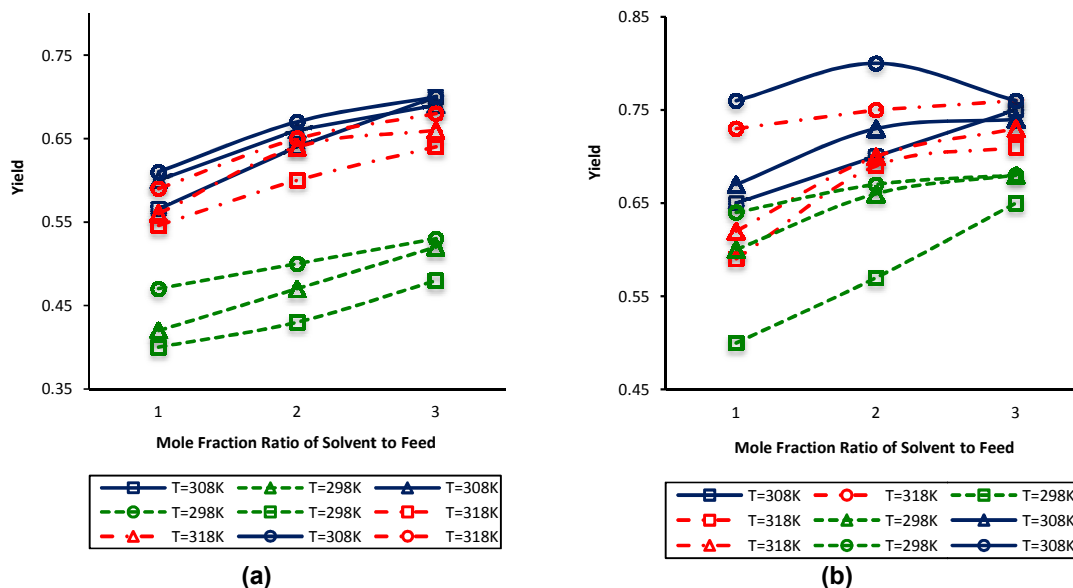 0.75
0.65
0.55
0.45
0.35
Yield
1 2 3
Mole Fraction Ratio of Solvent to Feed
T=308K T=298K T=308K
T=298K T=298K T=318K
T=318K T=308K T=318K
(a)
0.85
0.75
0.65
0.55
0.45
Yield
1 2 3
Mole Fraction Ratio of Solvent to Feed
T=308K T=318K T=298K
T=318K T=298K T=308K
T=318K T=298K T=308K
(b)